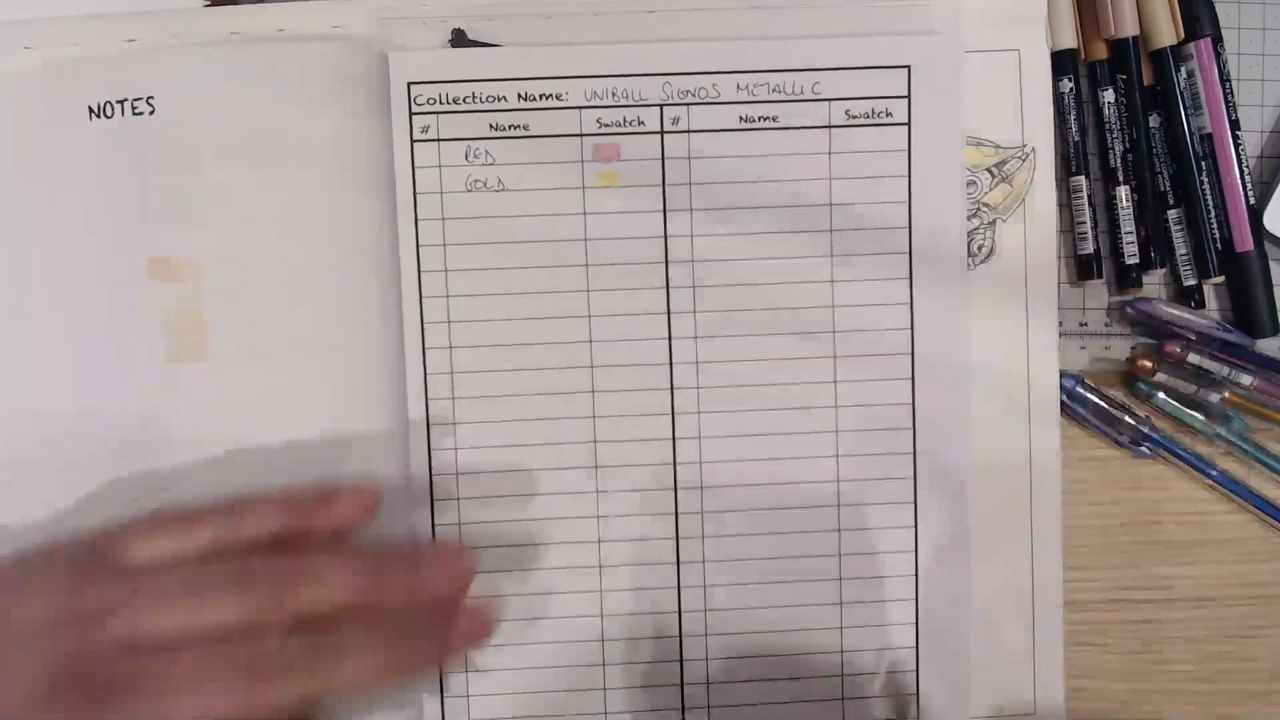 NOTES
Collection Name: UNIBALL SIGNOS METALLIC
# Name Swatch # Name Swatch
RED
GOLD